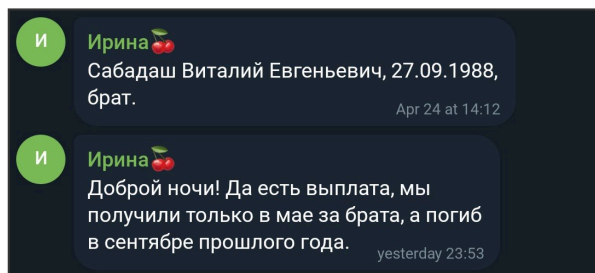 И
Ирина🍒
Сабадаш Виталий Евгеньевич, 27.09.1988,
брат.
Apr 24 at 14:12
И
Ирина🍒
Доброй ночи! Да есть выплата, мы
получили только в мае за брата, а погиб
в сентябре прошлого года.
yesterday 23:53